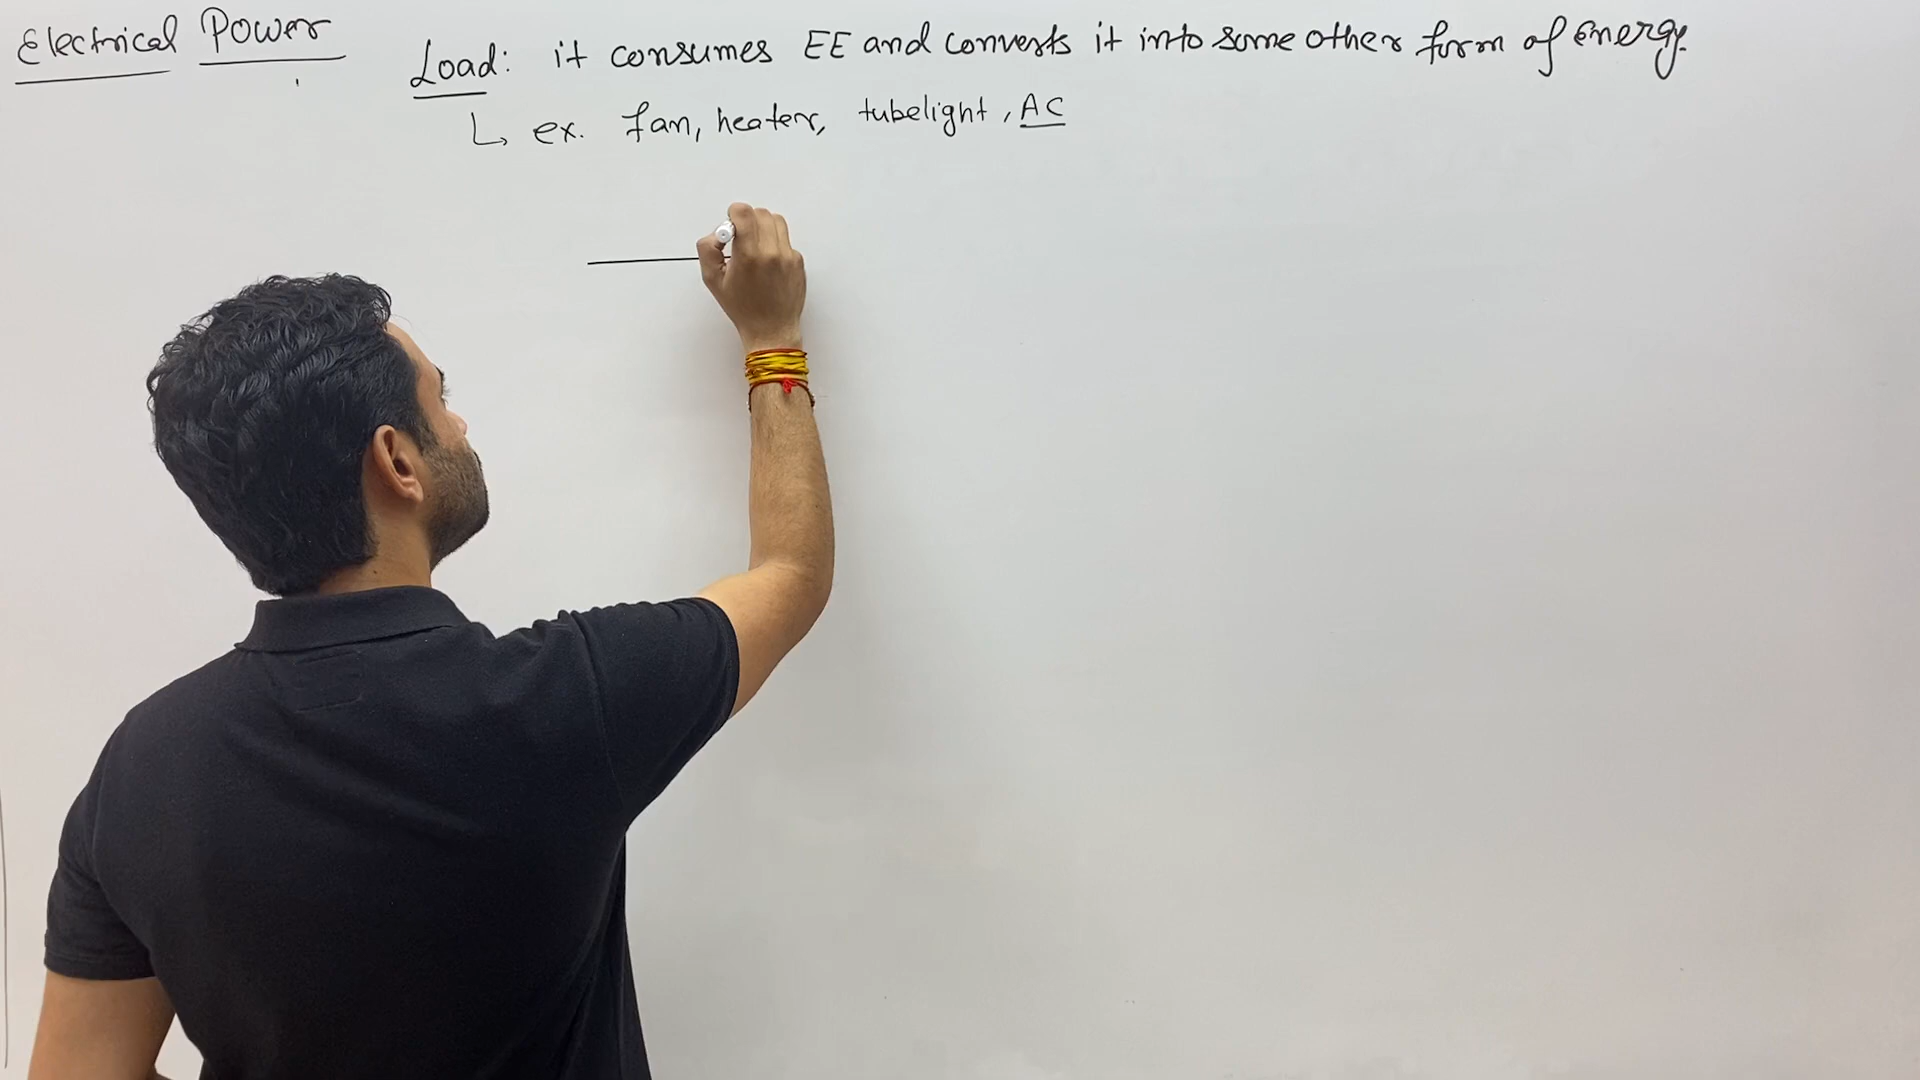 Electrical Power
Load: it consumes EE and converts it into some other form of energy.
↳ ex. fan, heater, tubelight, AC